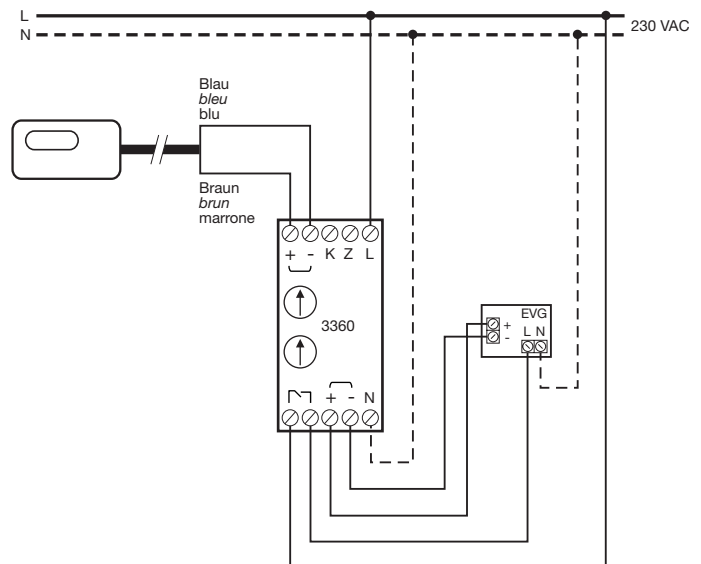 L
N
230 VAC
Blau
bleu
blu
Braun
brun
marrone
+ - K Z L
3360
+ - N
EVG
+
-
L N